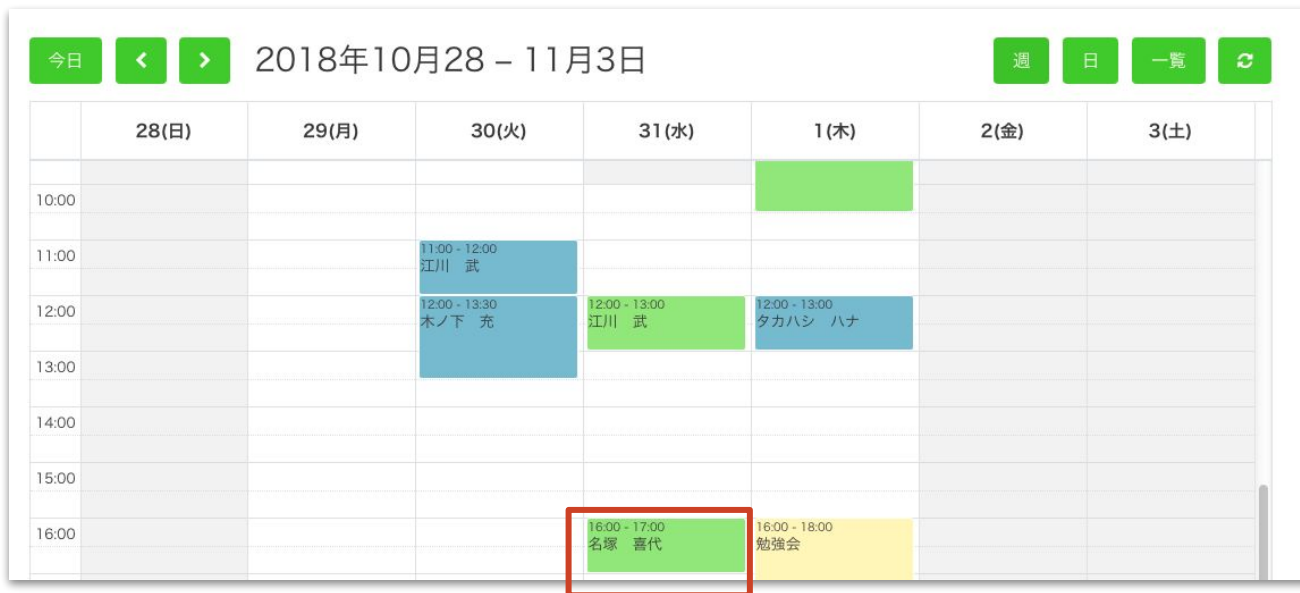 今日
2018年10月28 – 11月3日
週
日
一覧
28(日)
29(月)
30(火)
31(水)
1(木)
2(金)
3(土)
10:00
11:00
11:00 - 12:00
江川 武
12:00
12:00 - 13:30
木ノ下 充
12:00 - 13:00
江川 武
12:00 - 13:00
タカハシ ハナ
13:00
14:00
15:00
16:00
16:00 - 17:00
名塚 喜代
16:00 - 18:00
勉強会